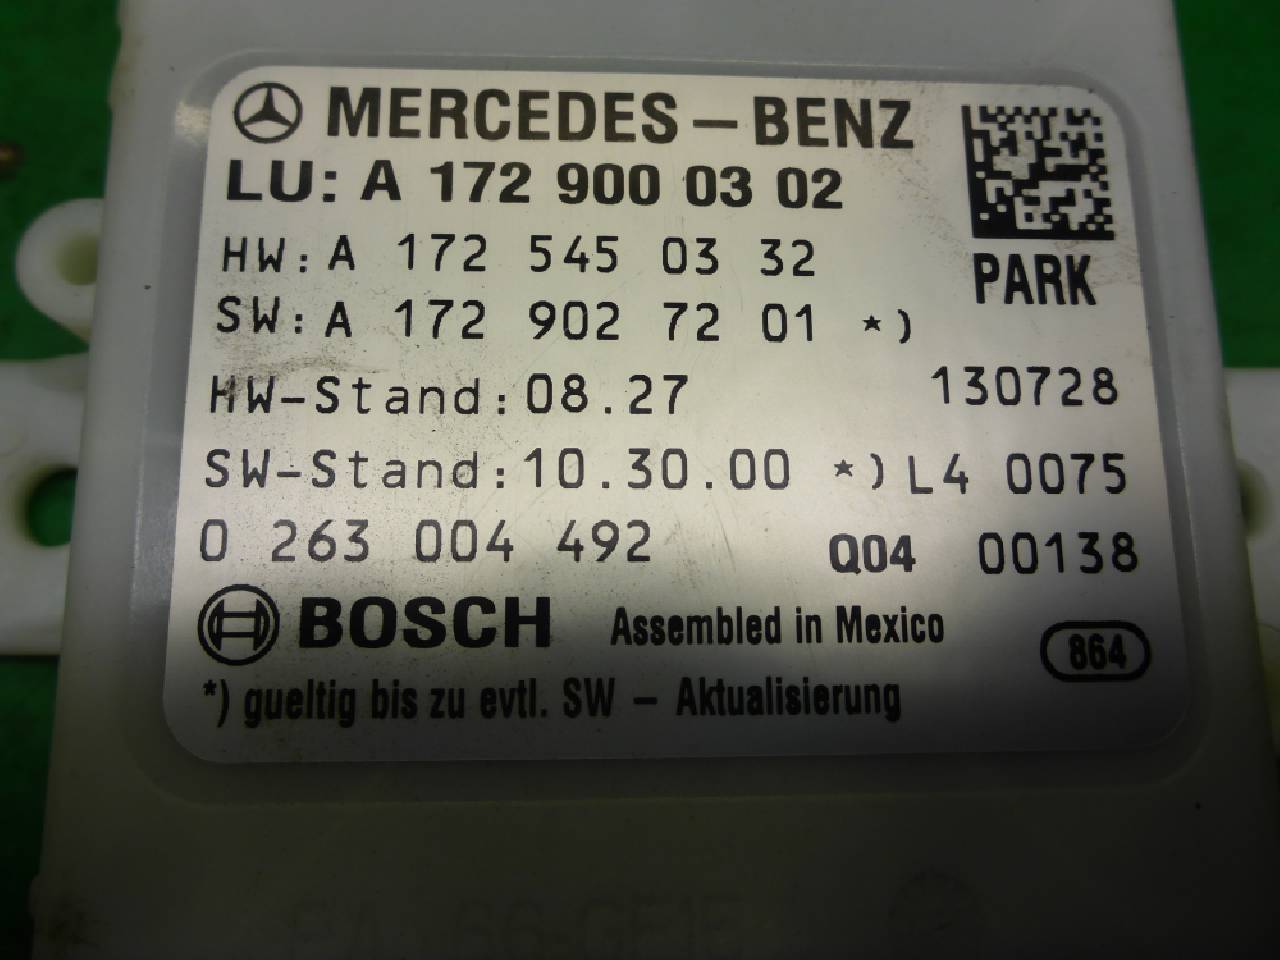 MERCEDES-BENZ
LU: A 172 900 03 02
HW: A 172 545 03 32
PARK
SW: A 172 902 72 01 *)
HW-Stand: 08.27 130728
SW-Stand: 10.30.00 *) L4 0075
0 263 004 492 Q04 00138
BOSCH Assembled in Mexico
864
*) gueltig bis zu evtl. SW - Aktualisierung